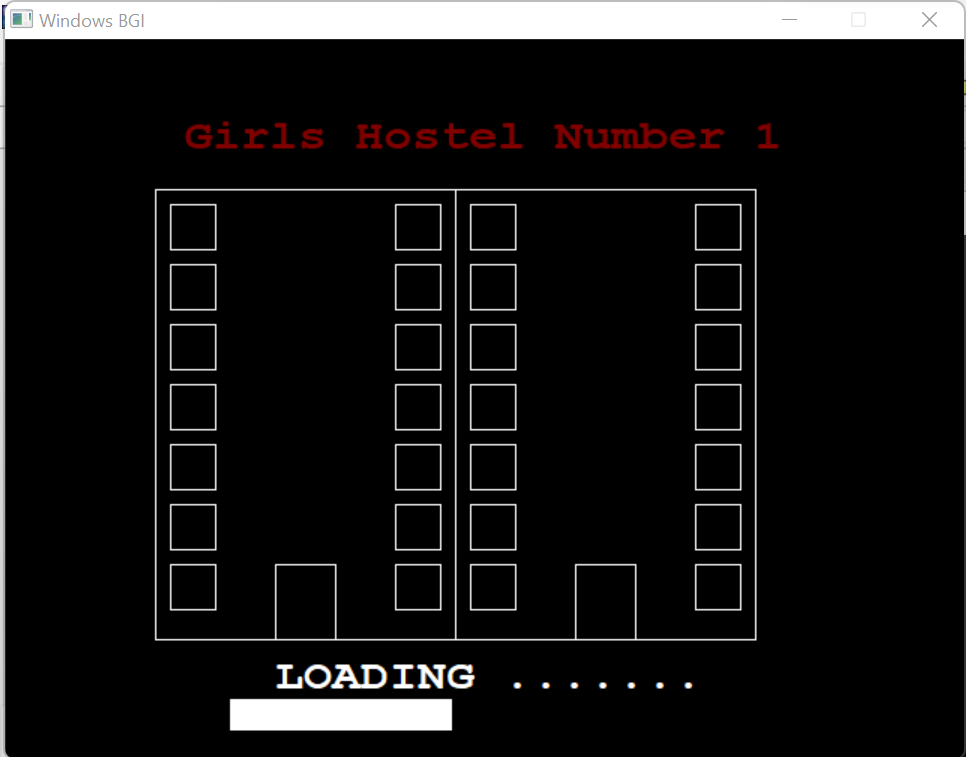 Windows BGI
Girls Hostel Number 1
LOADING .......